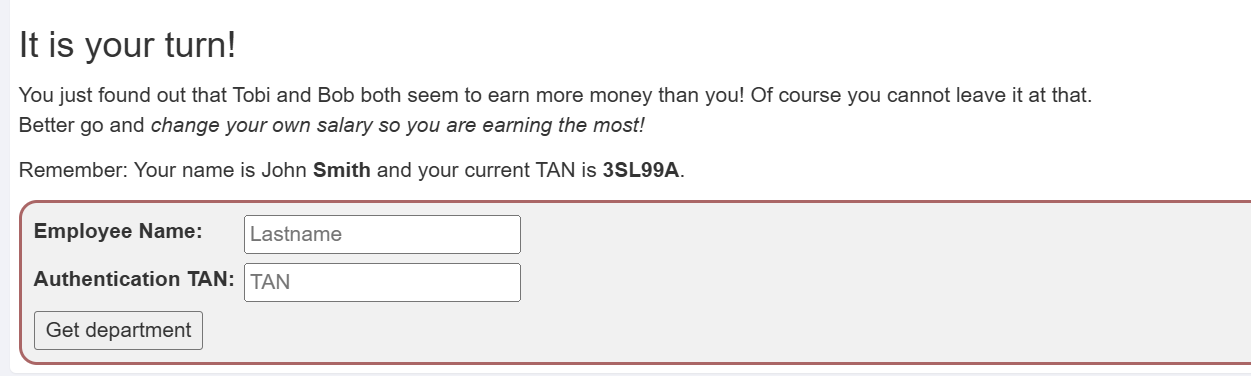 It is your turn!
You just found out that Tobi and Bob both seem to earn more money than you! Of course you cannot leave it at that.
Better go and change your own salary so you are earning the most!
Remember: Your name is John Smith and your current TAN is 3SL99A.
Employee Name: Lastname
Authentication TAN: TAN
Get department